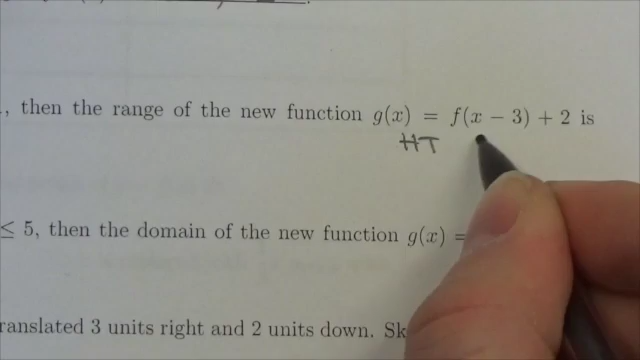 ., then the range of the new function g(x) = f(x − 3) + 2 is
HT
≤ 5, then the domain of the new function g(x) =
ranslated 3 units right and 2 units down. Sk